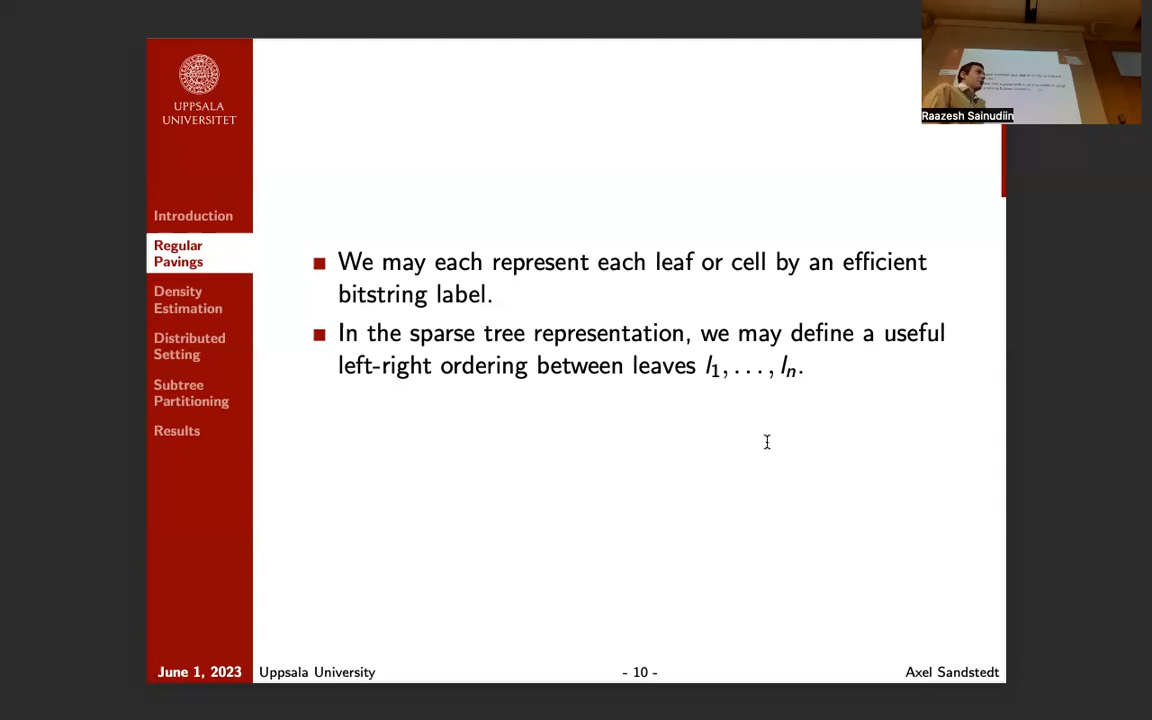 UPPSALA
UNIVERSITET
Raazesh Sainudiin
Introduction
Regular
Pavings
Density
Estimation
Distributed
Setting
Subtree
Partitioning
Results
We may each represent each leaf or cell by an efficient
bitstring label.
In the sparse tree representation, we may define a useful
left-right ordering between leaves l₁, . . . , lₙ.
June 1, 2023
Uppsala University
- 10 -
Axel Sandstedt